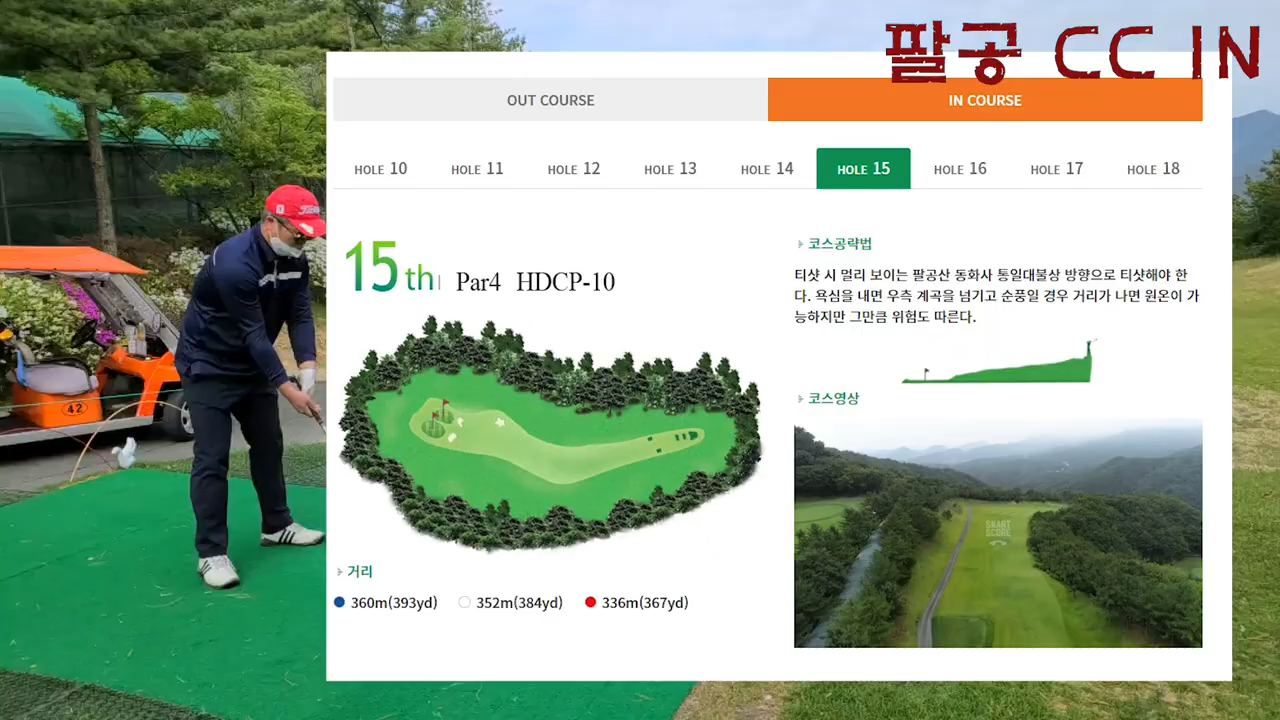 팔공 CC IN
OUT COURSE
IN COURSE
HOLE 10
HOLE 11
HOLE 12
HOLE 13
HOLE 14
HOLE 15
HOLE 16
HOLE 17
HOLE 18
15th Par4 HDCP-10
거리
360m(393yd)
352m(384yd)
336m(367yd)
코스공략법
티샷 시 멀리 보이는 팔공산 동화사 통일대불상 방향으로 티샷해야 한
다. 욕심을 내면 우측 계곡을 넘기고 순풍일 경우 거리가 나면 원온이 가
능하지만 그만큼 위험도 따른다.
코스영상
SMART
SCORE
42